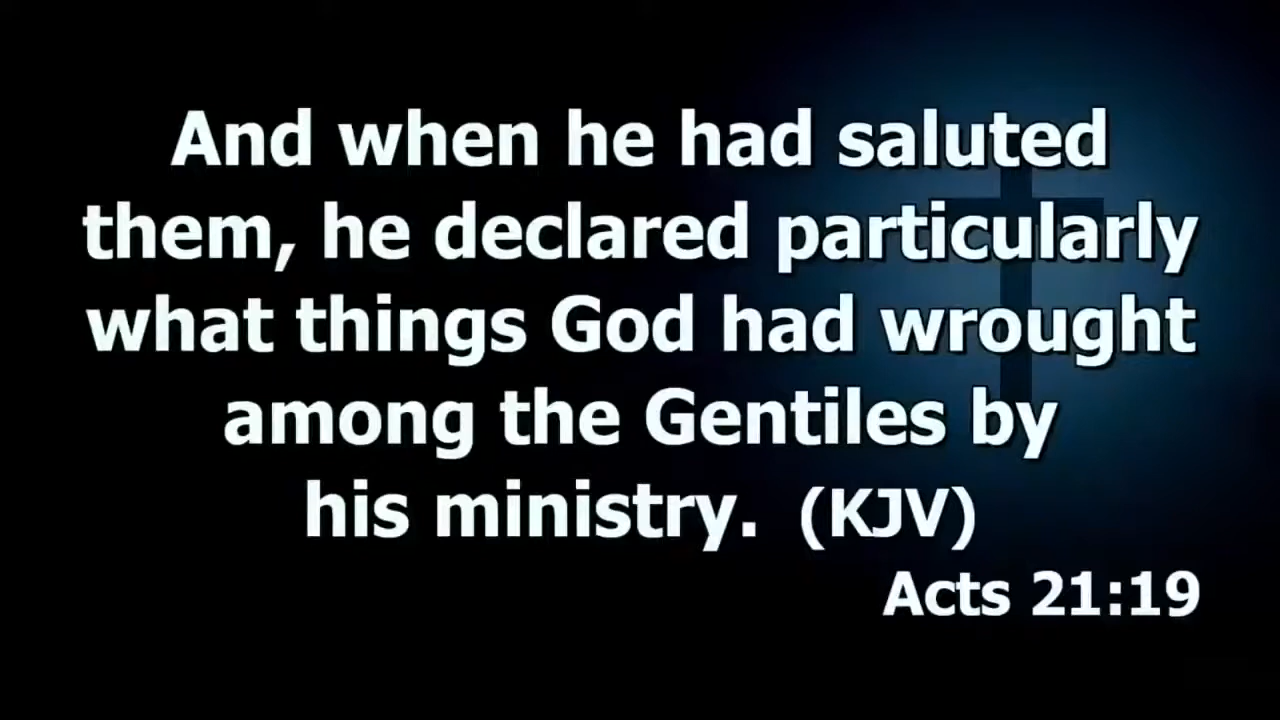 And when he had saluted
them, he declared particularly
what things God had wrought
among the Gentiles by
his ministry. (KJV)
Acts 21:19